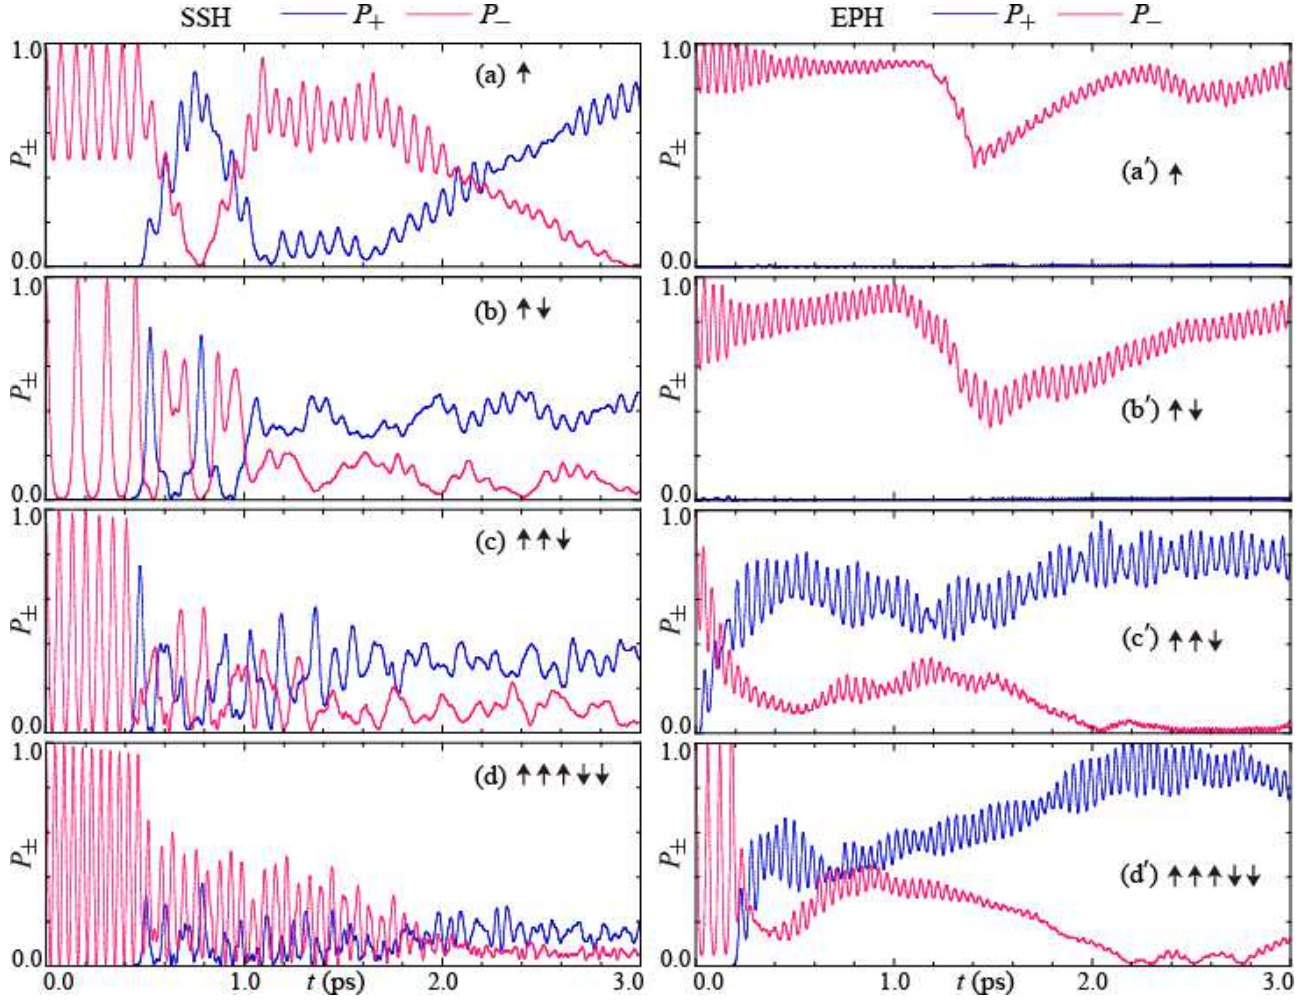 SSH P₊ P₋ EPH P₊ P₋
1.0 1.0
(a) ↑
P± P±
(a′) ↑
0.0 0.0
1.0 1.0
(b) ↑↓
P± P±
(b′) ↑↓
0.0 0.0
1.0 1.0
(c) ↑↑↓
P± P±
(c′) ↑↑↓
0.0 0.0
1.0 1.0
(d) ↑↑↑↓↓
P± P±
(d′) ↑↑↑↓↓
0.0 0.0
0.0 1.0 t (ps) 2.0 3.0 0.0 1.0 t (ps) 2.0 3.0